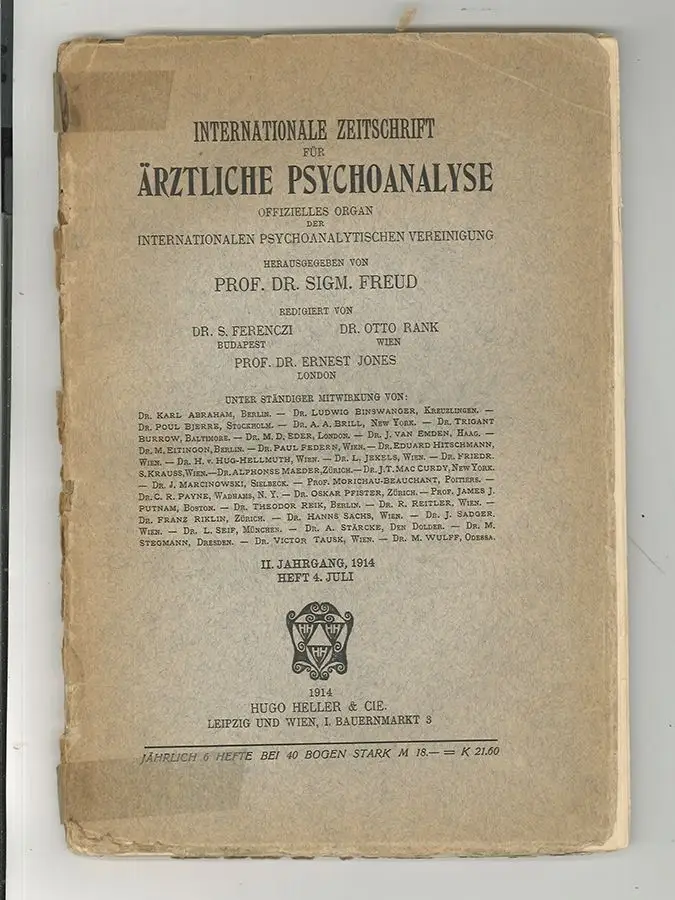 INTERNATIONALE ZEITSCHRIFT
FÜR
ÄRZTLICHE PSYCHOANALYSE
OFFIZIELLES ORGAN
DER
INTERNATIONALEN PSYCHOANALYTISCHEN VEREINIGUNG
HERAUSGEGEBEN VON
PROF. DR. SIGM. FREUD
REDIGIERT VON
DR. S. FERENCZI DR. OTTO RANK
BUDAPEST WIEN
PROF. DR. ERNEST JONES
LONDON
UNTER STÄNDIGER MITWIRKUNG VON:
DR. KARL ABRAHAM, BERLIN. — DR. LUDWIG BINSWANGER, KREUZLINGEN. —
DR. POUL BJERRE, STOCKHOLM. — DR. A. A. BRILL, NEW YORK. — DR. TRIGANT
BURROW, BALTIMORE. — DR. M. D. EDER, LONDON. — DR. J. VAN EMDEN, HAAG. —
DR. M. EITINGON, BERLIN. — DR. PAUL FEDERN, WIEN. — DR. EDUARD HITSCHMANN,
WIEN. — DR. H. v. HUG-HELLMUTH, WIEN. — DR. L. JEKELS, WIEN. — DR. FRIEDR.
S. KRAUSS, WIEN. — DR. ALPHONSE MAEDER, ZÜRICH. — DR. J. T. MAC CURDY, NEW YORK.
— DR. J. MARCINOWSKI, SIELBECK. — PROF. MORICHAU-BEAUCHANT, POITIERS. —
DR. C. R. PAYNE, WADHAMS, N. Y. — DR. OSKAR PFISTER, ZÜRICH. — PROF. JAMES J.
PUTNAM, BOSTON. — DR. THEODOR REIK, BERLIN. — DR. R. REITLER, WIEN. —
DR. FRANZ RIKLIN, ZÜRICH. — DR. HANNS SACHS, WIEN. — DR. J. SADGER,
WIEN. — DR. L. SEIF, MÜNCHEN. — DR. A. STÄRCKE, DEN DOLDER. — DR. M.
STEGMANN, DRESDEN. — DR. VICTOR TAUSK, WIEN. — DR. M. WULFF, ODESSA.
II. JAHRGANG, 1914
HEFT 4. JULI
HH HH
HH
1914
HUGO HELLER & CIE.
LEIPZIG UND WIEN, I. BAUERNMARKT 3
JÄHRLICH 6 HEFTE BEI 40 BOGEN STARK M 18.— = K 21.60